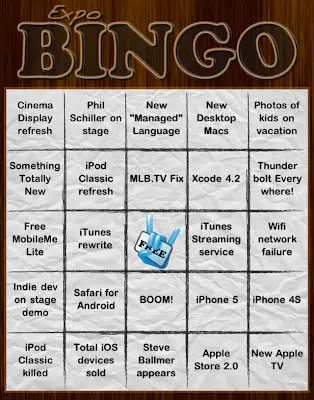 Expo
BINGO
Cinema
Display
refresh
Phil
Schiller on
stage
New
"Managed"
Language
New
Desktop
Macs
Photos of
kids on
vacation
Something
Totally
New
iPod
Classic
refresh
MLB.TV Fix
Xcode 4.2
Thunder
bolt Every
where!
Free
MobileMe
Lite
iTunes
rewrite
FREE
iTunes
Streaming
service
Wifi
network
failure
Indie dev
on stage
demo
Safari for
Android
BOOM!
iPhone 5
iPhone 4S
iPod
Classic
killed
Total iOS
devices
sold
Steve
Ballmer
appears
Apple
Store 2.0
New Apple
TV